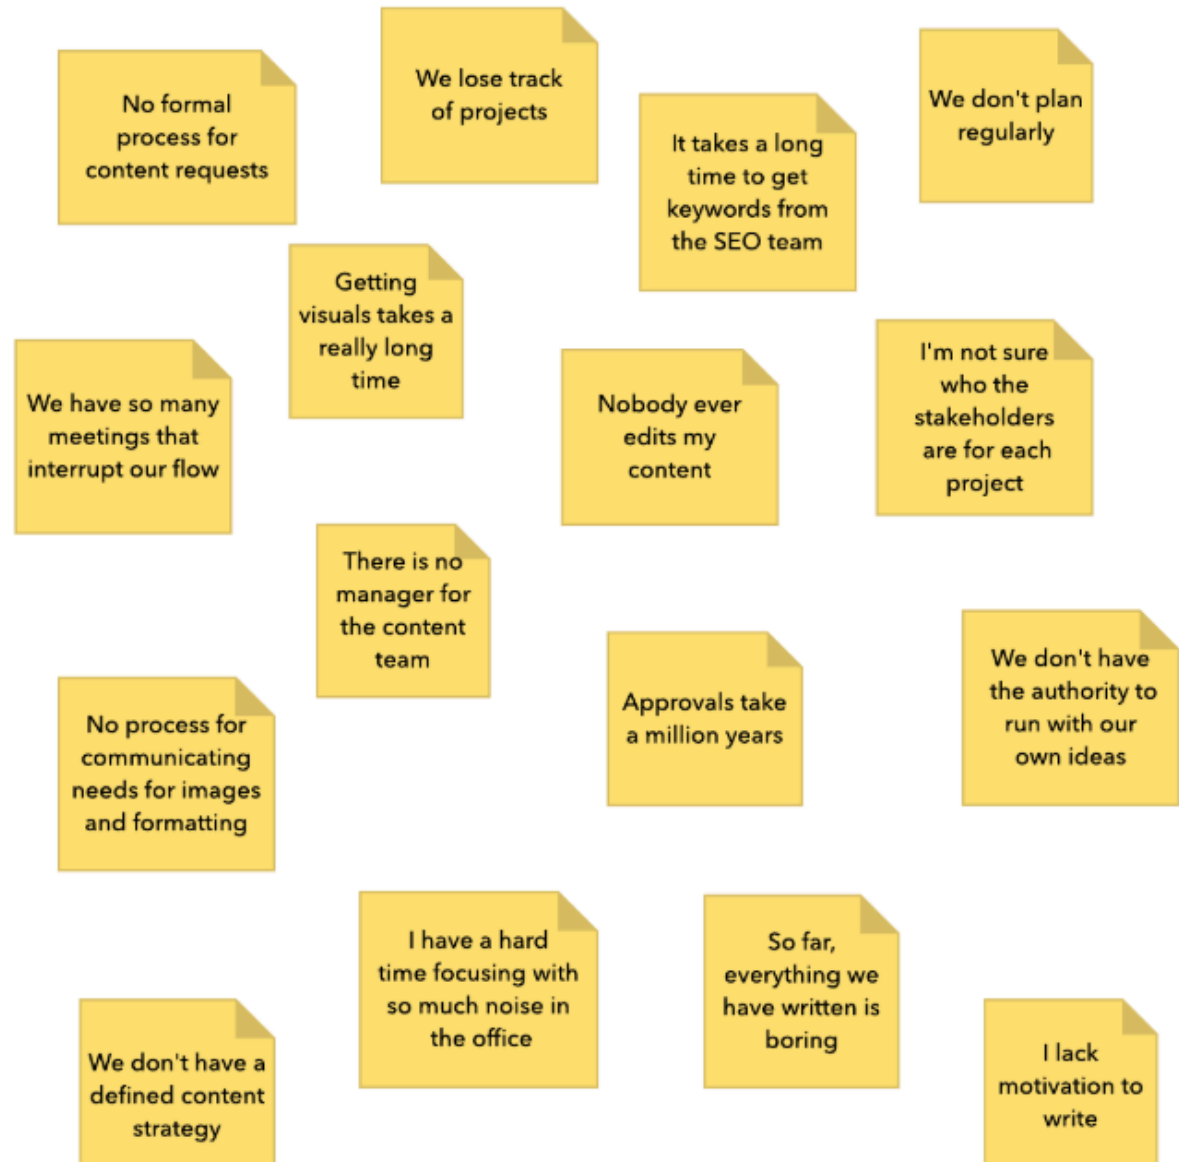 No formal
process for
content requests
We lose track
of projects
It takes a long
time to get
keywords from
the SEO team
We don't plan
regularly
Getting
visuals takes a
really long
time
We have so many
meetings that
interrupt our flow
Nobody ever
edits my
content
I'm not sure
who the
stakeholders
are for each
project
There is no
manager for
the content
team
Approvals take
a million years
We don't have
the authority to
run with our
own ideas
No process for
communicating
needs for images
and formatting
I have a hard
time focusing with
so much noise in
the office
So far,
everything we
have written is
boring
We don't have a
defined content
strategy
I lack
motivation to
write